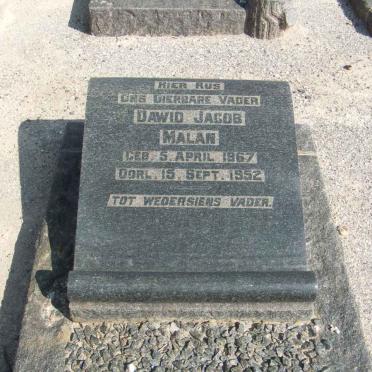 HIER RUS
ONS DIERBARE VADER
DAWID JACOB
MALAN
GEB. 5. APRIL. 1867
OORL. 15. SEPT. 1952
TOT WEDERSIENS VADER.